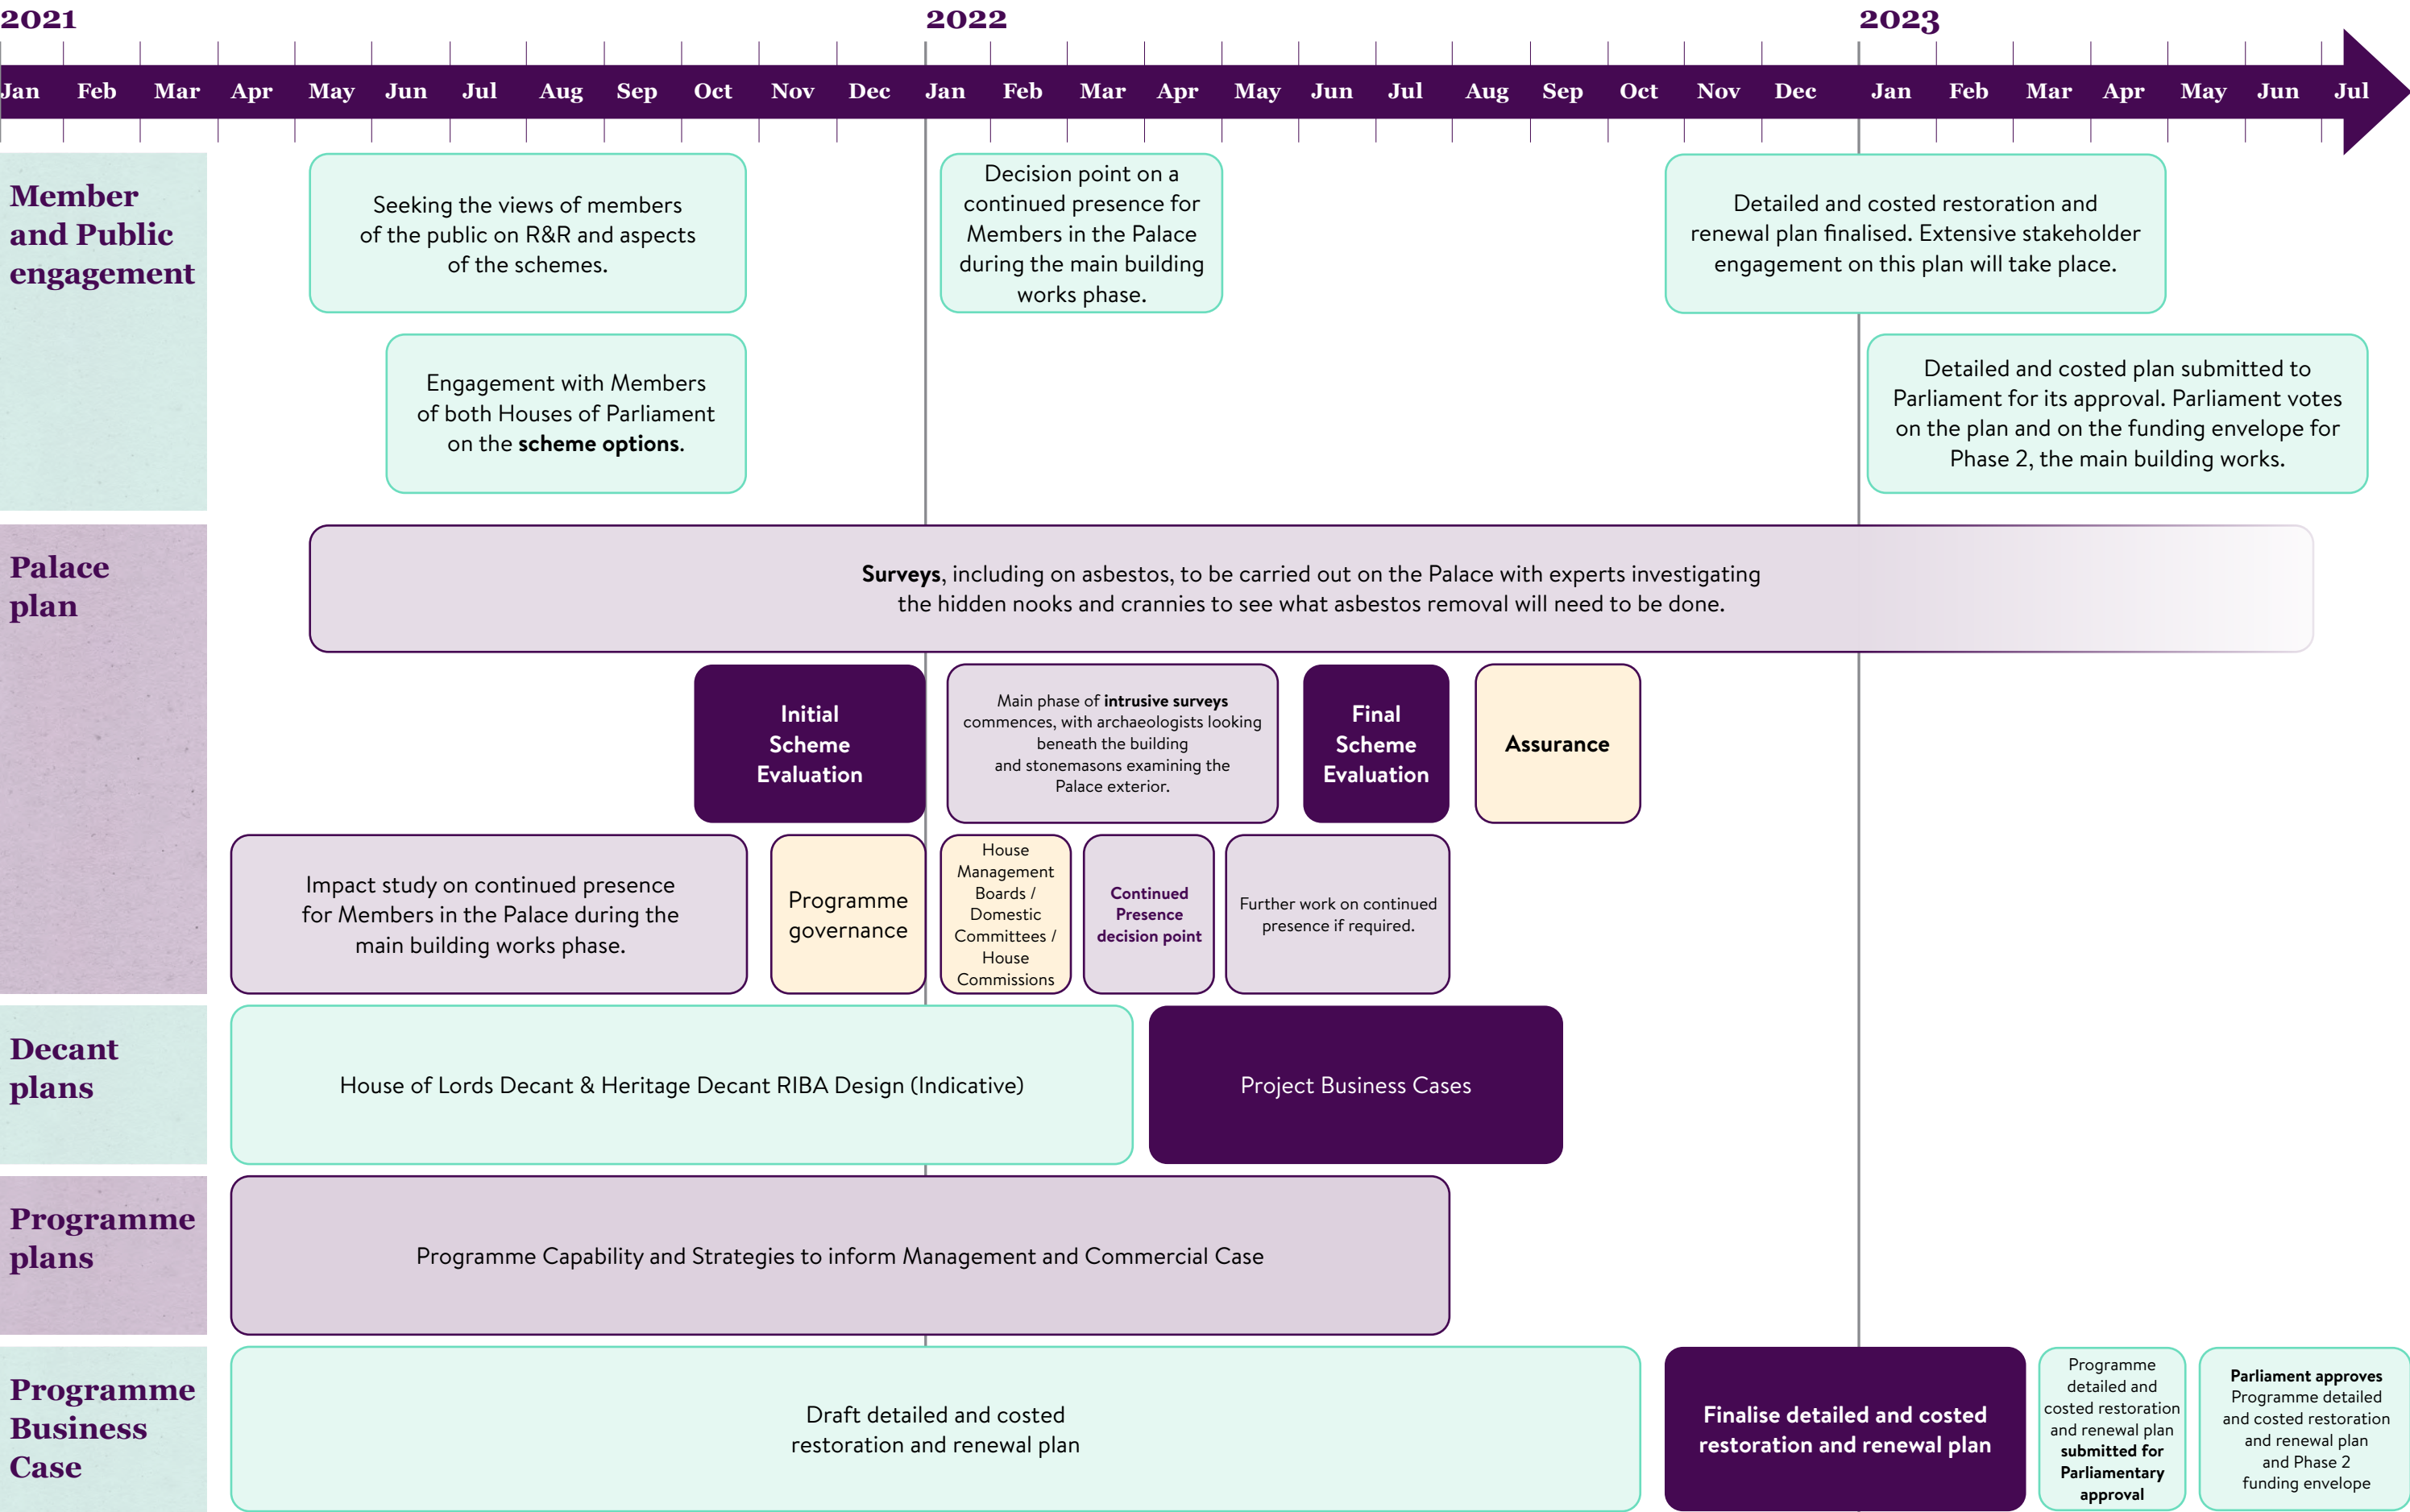 2021
2022
2023
Jan Feb Mar Apr May Jun Jul Aug Sep Oct Nov Dec Jan Feb Mar Apr May Jun Jul Aug Sep Oct Nov Dec Jan Feb Mar Apr May Jun Jul
Member
and Public
engagement
Seeking the views of members
of the public on R&R and aspects
of the schemes.
Decision point on a
continued presence for
Members in the Palace
during the main building
works phase.
Detailed and costed restoration and
renewal plan finalised. Extensive stakeholder
engagement on this plan will take place.
Engagement with Members
of both Houses of Parliament
on the scheme options.
Detailed and costed plan submitted to
Parliament for its approval. Parliament votes
on the plan and on the funding envelope for
Phase 2, the main building works.
Palace
plan
Surveys, including on asbestos, to be carried out on the Palace with experts investigating
the hidden nooks and crannies to see what asbestos removal will need to be done.
Initial
Scheme
Evaluation
Main phase of intrusive surveys
commences, with archaeologists looking
beneath the building
and stonemasons examining the
Palace exterior.
Final
Scheme
Evaluation
Assurance
Impact study on continued presence
for Members in the Palace during the
main building works phase.
Programme
governance
House
Management
Boards /
Domestic
Committees /
House
Commissions
Continued
Presence
decision point
Further work on continued
presence if required.
Decant
plans
House of Lords Decant & Heritage Decant RIBA Design (Indicative)
Project Business Cases
Programme
plans
Programme Capability and Strategies to inform Management and Commercial Case
Programme
Business
Case
Draft detailed and costed
restoration and renewal plan
Finalise detailed and costed
restoration and renewal plan
Programme
detailed and
costed restoration
and renewal plan
submitted for
Parliamentary
approval
Parliament approves
Programme detailed
and costed restoration
and renewal plan
and Phase 2
funding envelope